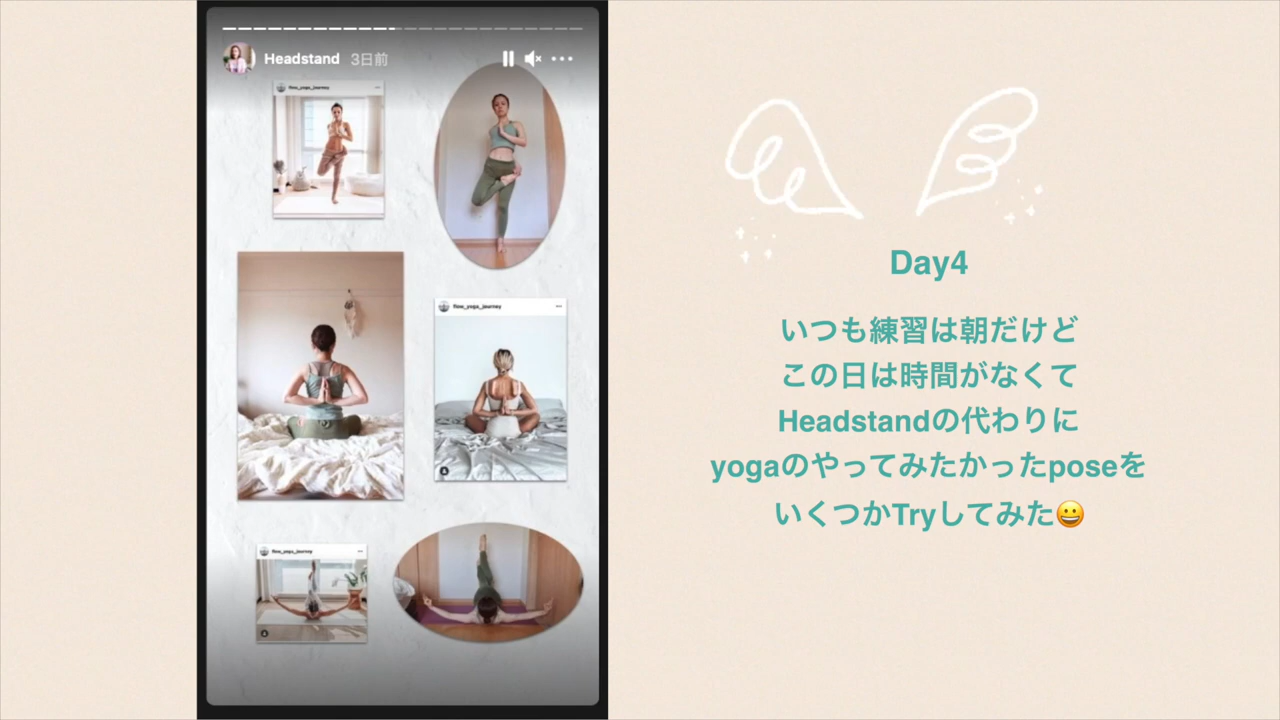 Headstand 3日前
flow_yoga_journey
flow_yoga_journey
flow_yoga_journey
Day4
いつも練習は朝だけど
この日は時間がなくて
Headstandの代わりに
yogaのやってみたかったposeを
いくつかTryしてみた😀